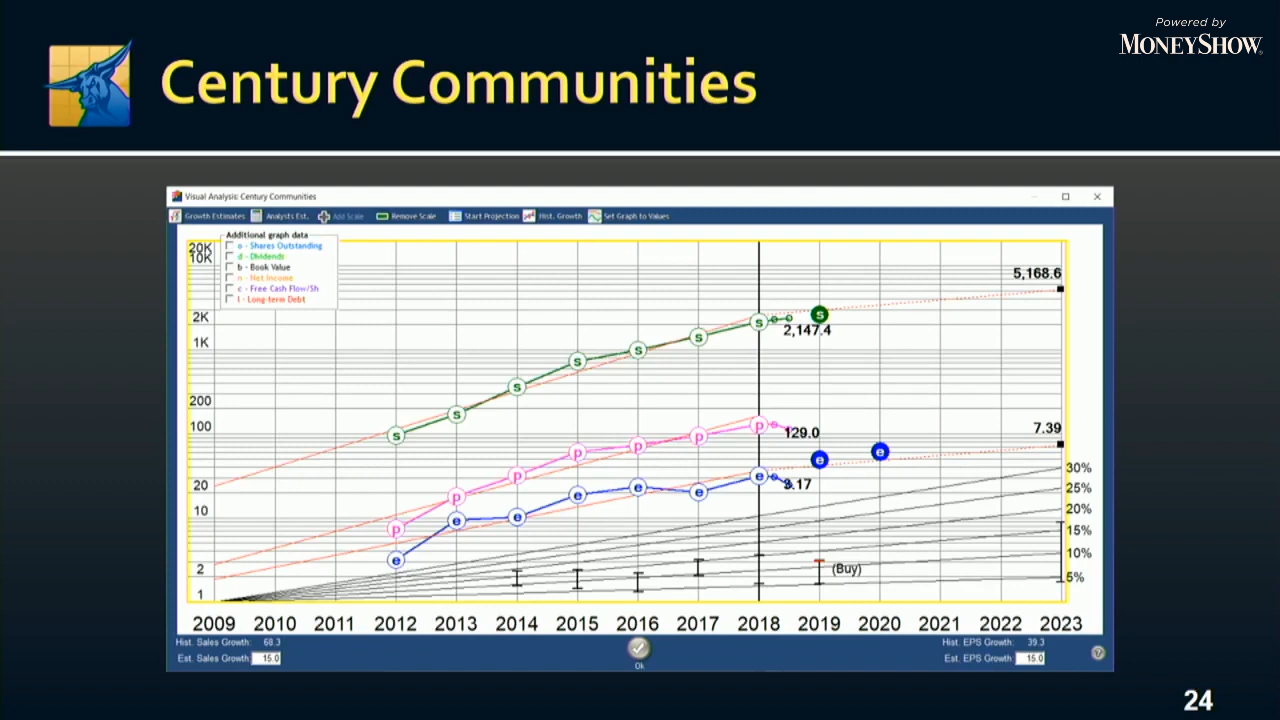 Powered by
MONEYSHOW
Century Communities
Visual Analysis: Century Communities
Growth Estimates Analysts Est. Add Scale Remove Scale Start Projection Hist. Growth Set Graph to Values
Additional graph data
o - Shares Outstanding
d - Dividends
b - Book Value
n - Net Income
c - Free Cash Flow/Sh
l - Long-term Debt
20K
10K
5,168.6
s s s s s s s s
2K
2,147.4
1K
200
100
p p p p p p p
129.0
7.39
e e e e e e e e e
3.17
20
10
2
1
30%
25%
20%
15%
10%
5%
(Buy)
2009 2010 2011 2012 2013 2014 2015 2016 2017 2018 2019 2020 2021 2022 2023
Hist. Sales Growth: 68.3
Est. Sales Growth: 15.0
Ok
Hist. EPS Growth: 39.3
Est. EPS Growth: 15.0
?
24